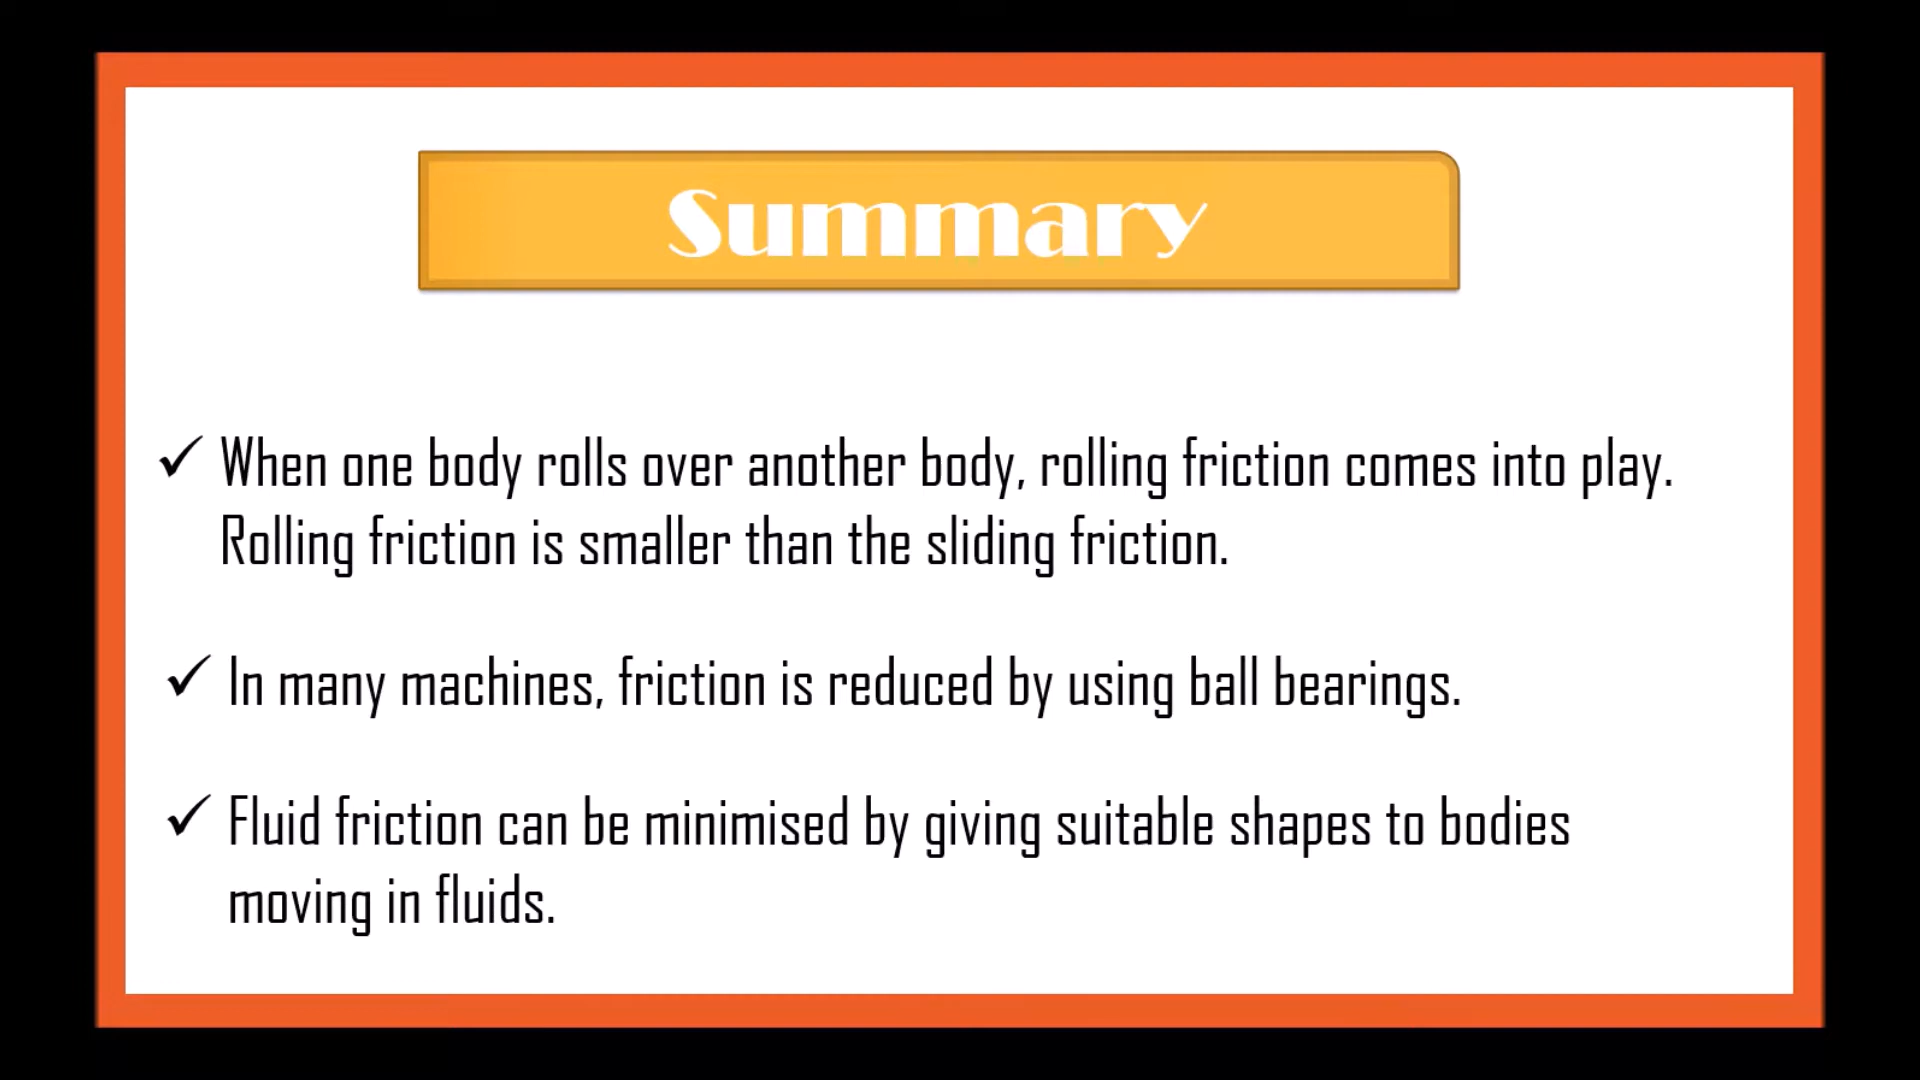 Summary
✓ When one body rolls over another body, rolling friction comes into play.
Rolling friction is smaller than the sliding friction.
✓ In many machines, friction is reduced by using ball bearings.
✓ Fluid friction can be minimised by giving suitable shapes to bodies
moving in fluids.